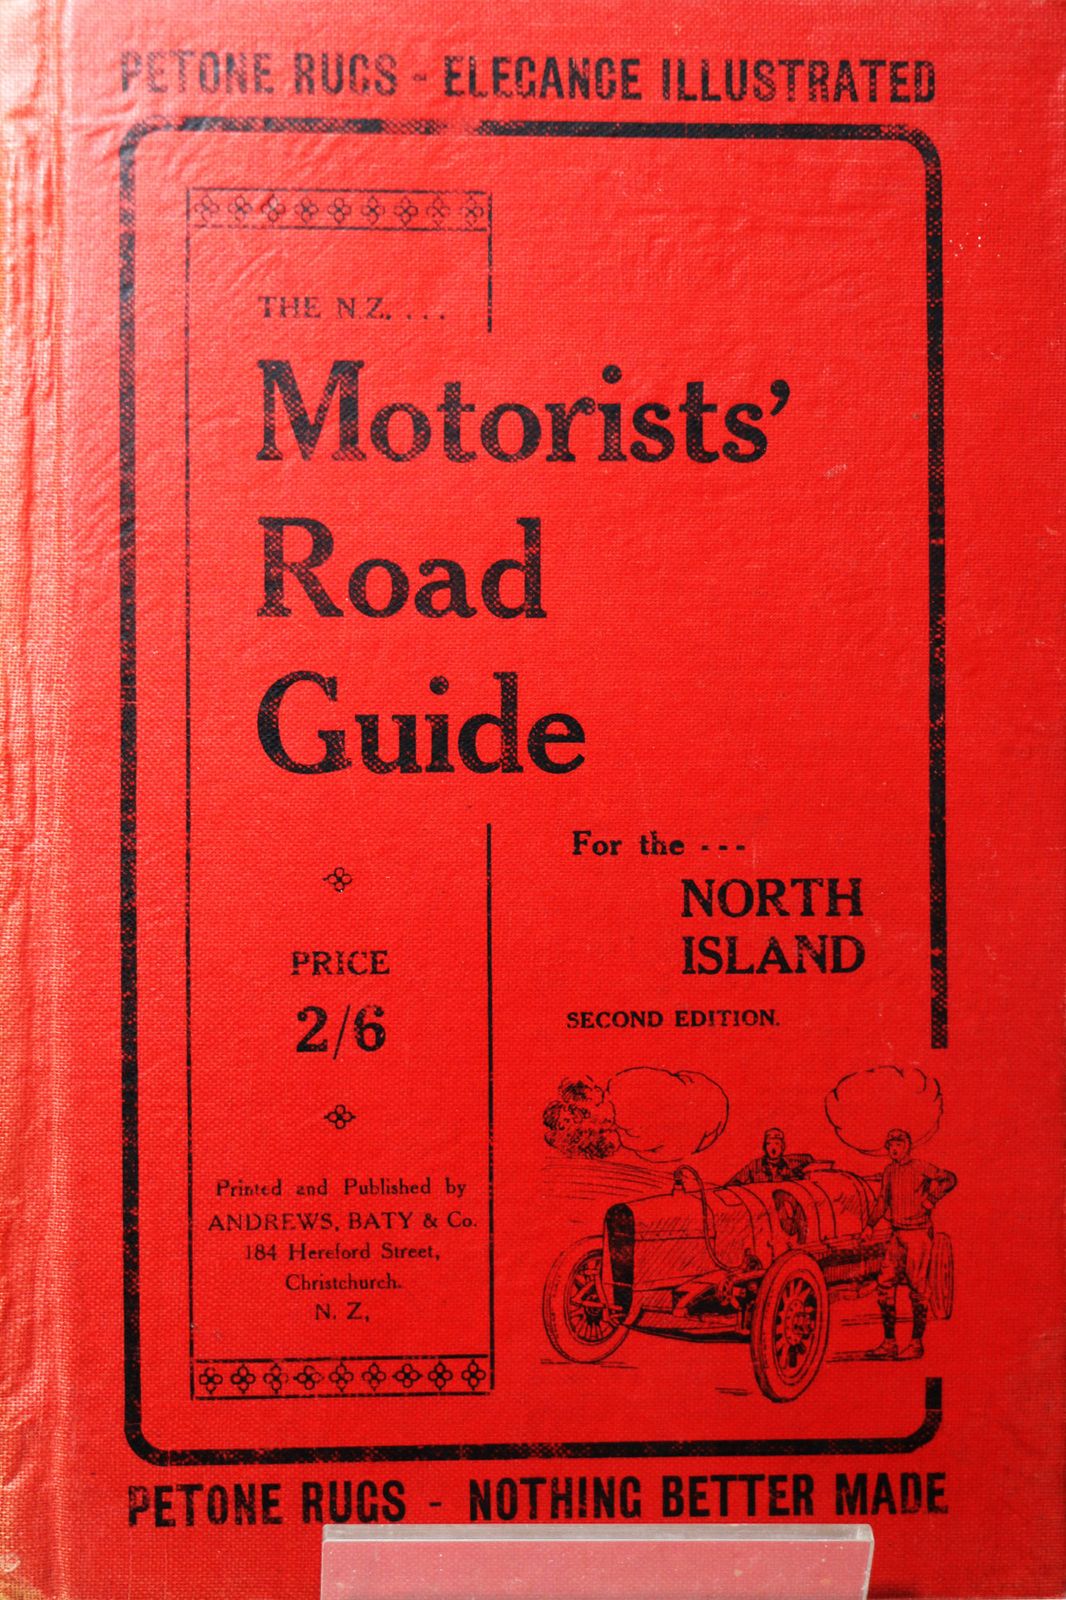 PETONE RUGS - ELEGANCE ILLUSTRATED
THE N.Z. ...
Motorists'
Road
Guide
For the ---
NORTH
ISLAND
SECOND EDITION.
PRICE
2/6
Printed and Published by
ANDREWS, BATY & Co.
184 Hereford Street,
Christchurch.
N. Z,
PETONE RUGS - NOTHING BETTER MADE